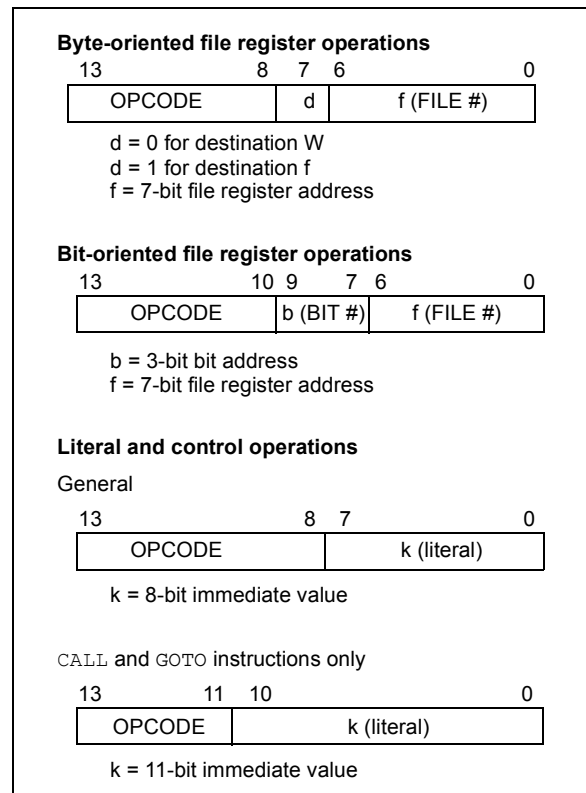 Byte-oriented file register operations
13 8 7 6 0
OPCODE d f (FILE #)
d = 0 for destination W
d = 1 for destination f
f = 7-bit file register address
Bit-oriented file register operations
13 10 9 7 6 0
OPCODE b (BIT #) f (FILE #)
b = 3-bit bit address
f = 7-bit file register address
Literal and control operations
General
13 8 7 0
OPCODE k (literal)
k = 8-bit immediate value
CALL and GOTO instructions only
13 11 10 0
OPCODE k (literal)
k = 11-bit immediate value